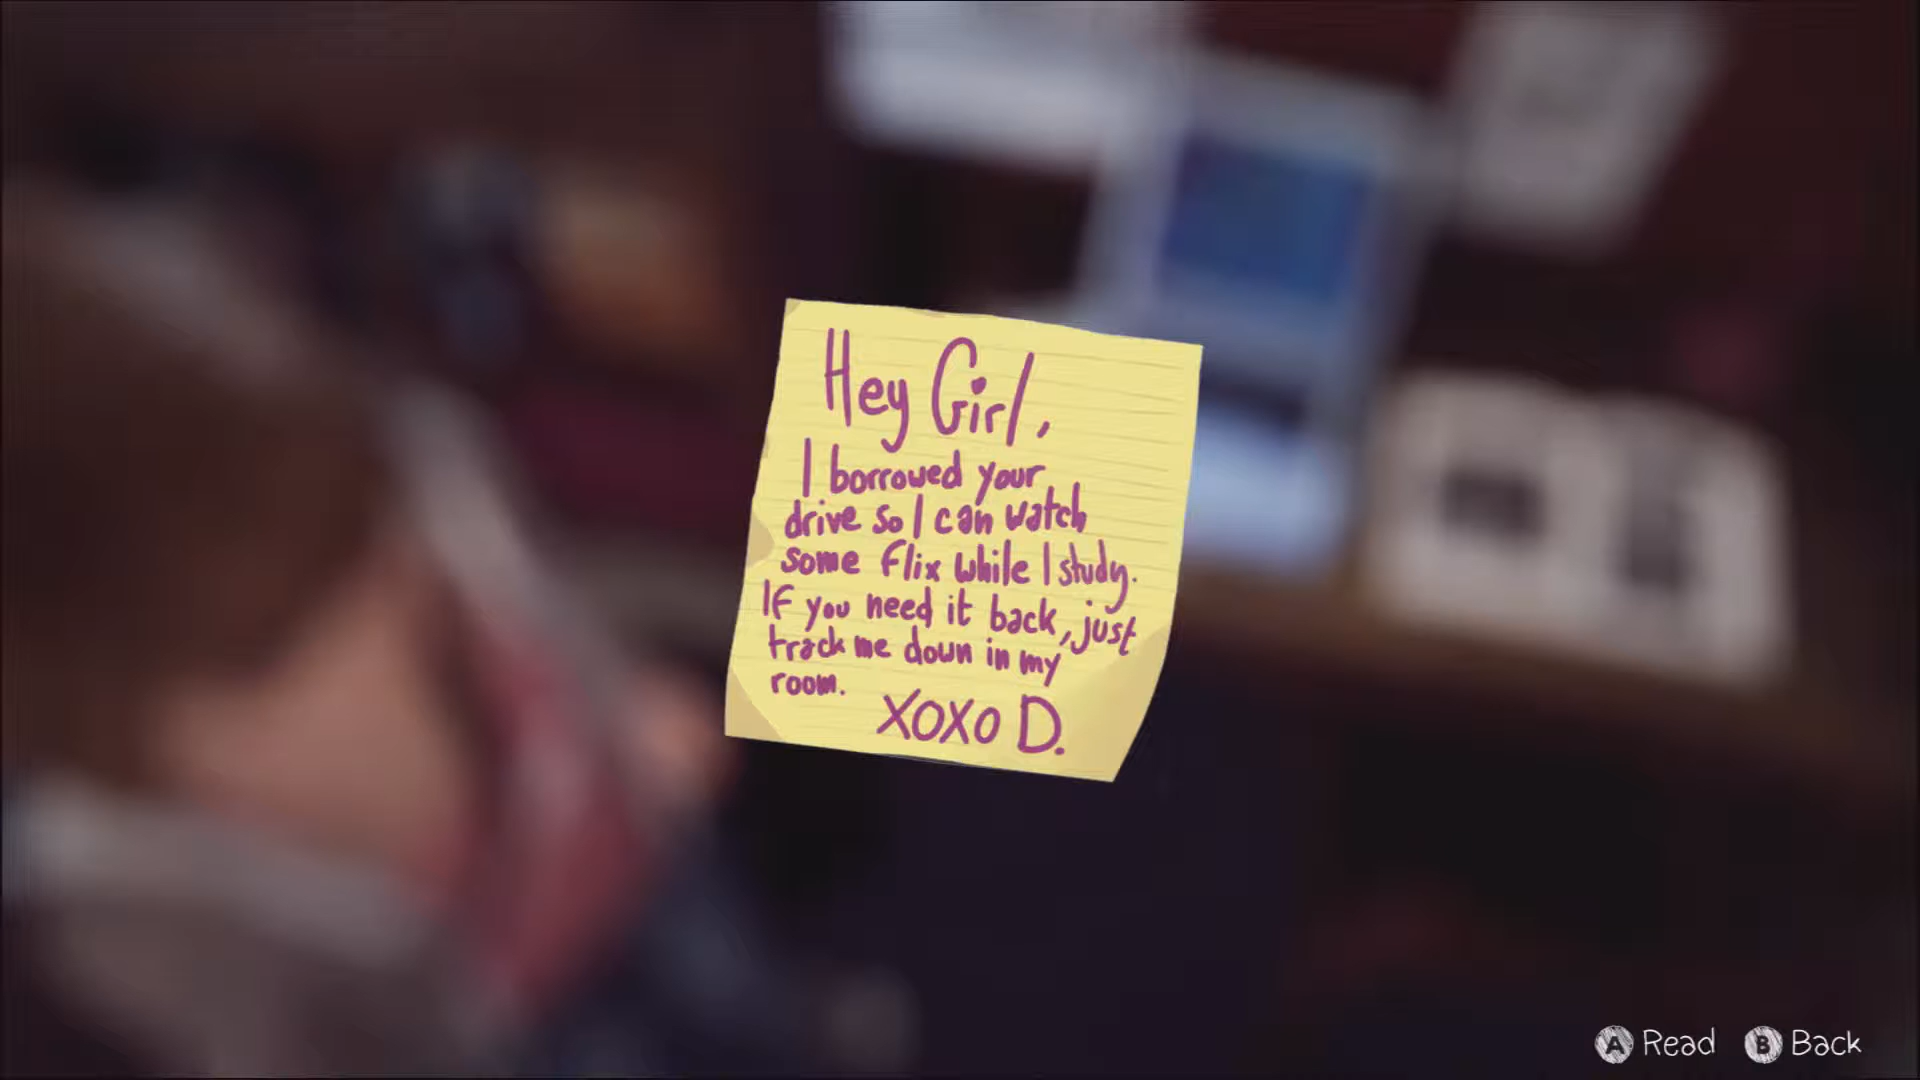 Hey Girl,
I borrowed your
drive so I can watch
some flix while I study.
If you need it back, just
track me down in my
room.
XOXO D.
A Read B Back